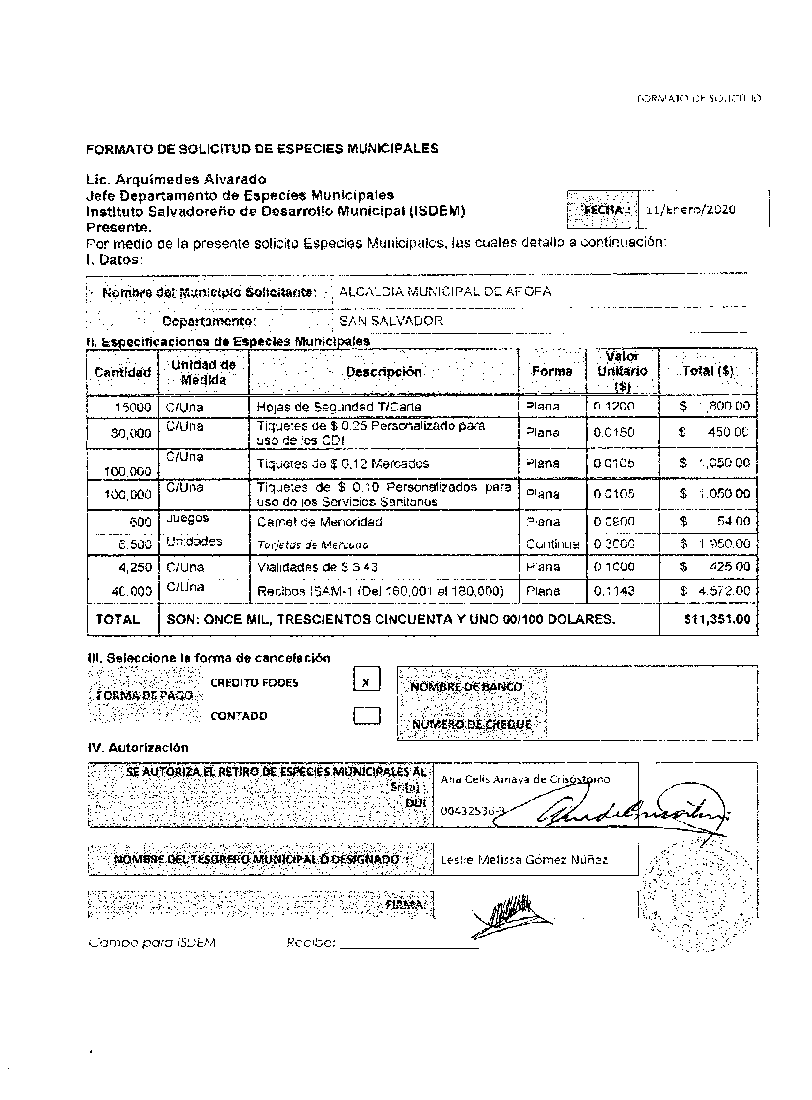 FORMATO DE SOLICITUD
FORMATO DE SOLICITUD DE ESPECIES MUNICIPALES
Lic. Arquímedes Alvarado
Jefe Departamento de Especies Municipales
Instituto Salvadoreño de Desarrollo Municipal (ISDEM)
FECHA: 11/Enero/2020
Presente.
Por medio de la presente solicito Especies Municipales, las cuales detallo a continuación:
I. Datos:
Nombre del Municipio Solicitante: ALCALDIA MUNICIPAL DE
Departamento: SAN SALVADOR
II. Especificaciones de Especies Municipales
Cantidad Unidad de Medida Descripción Forma Valor Unitario ($) Total ($)
15000 C/Una Hojas de Seguridad T/Carta Plana 0.1200 $ 1,800.00
30,000 C/Una Tiquetes de $ 0.25 Personalizado para uso de los CDI Plana 0.0150 $ 450.00
100,000 C/Una Tiquetes de $ 0.12 Mercados Plana 0.0105 $ 1,050.00
100,000 C/Una Tiquetes de $ 0.10 Personalizados para uso de los Servicios Sanitarios Plana 0.0105 $ 1,050.00
600 Juegos Carnet de Menoridad Plana 0.0900 $ 54.00
6,500 Unidades Tarjetas de Mercado Continua 0.3000 $ 1,950.00
4,250 C/Una Vialidades de $ 3.43 Plana 0.1000 $ 425.00
40,000 C/Una Recibos ISAM-1 (Del 160,001 al 180,000) Plana 0.1143 $ 4,572.00
TOTAL SON: ONCE MIL, TRESCIENTOS CINCUENTA Y UNO 00/100 DOLARES. $11,351.00
III. Seleccione la forma de cancelación
FORMA DE PAGO CREDITO FODES X
CONTADO
NOMBRE DE BANCO
NUMERO DE CHEQUE
IV. Autorización
SE AUTORIZA EL RETIRO DE ESPECIES MUNICIPALES AL Sr.(a): Ana Celis Amaya de Crisóstomo
DUI
NOMBRE DEL TESORERO MUNICIPAL O DESIGNADO : Leslie Melissa Gómez Núñez
FIRMA:
Campo para ISDEM Recibe: